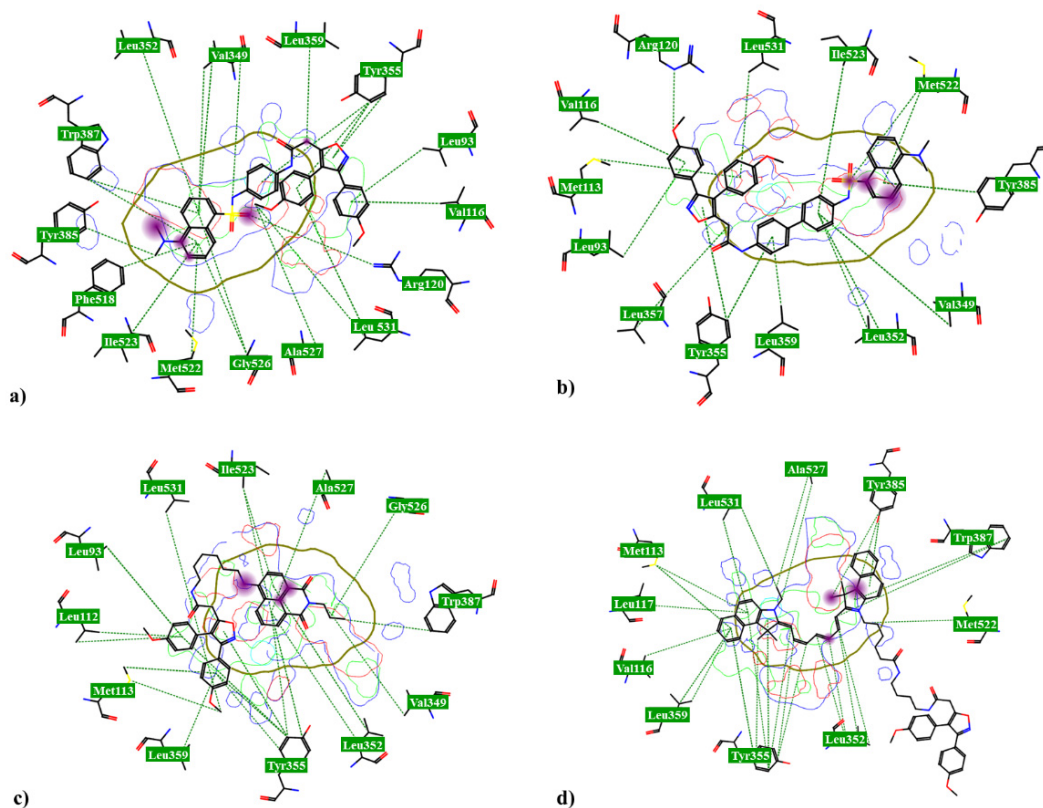 Leu352
Val349
Leu359
Tyr355
Trp387
Leu93
Val116
Tyr385
Arg120
Phe518
Ile523
Met522
Gly526
Ala527
Leu 531
a)
Arg120
Leu531
Ile523
Met522
Val116
Met113
Tyr385
Leu93
Leu357
Tyr355
Leu359
Leu352
Val349
b)
Ile523
Leu531
Ala527
Gly526
Leu93
Leu112
Trp387
Met113
Val349
Leu359
Tyr355
Leu352
c)
Ala527
Leu531
Tyr385
Met113
Trp387
Leu117
Met522
Val116
Leu359
Tyr355
Leu352
d)